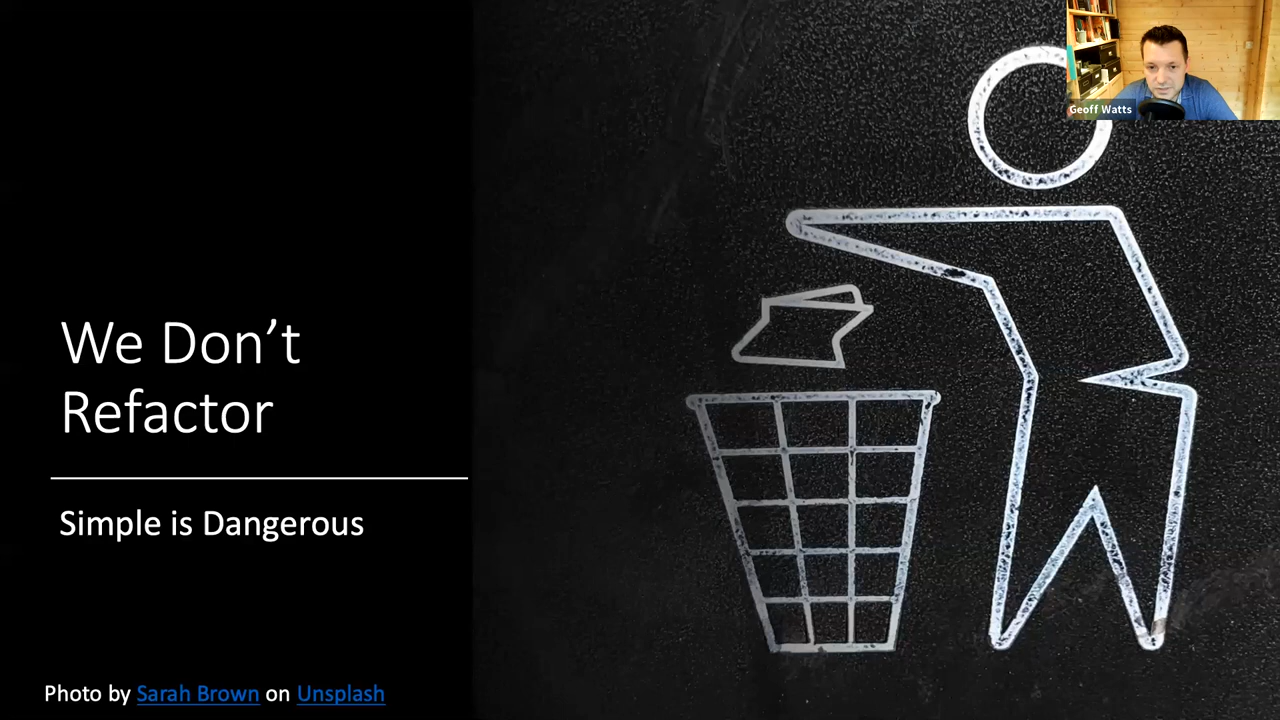 We Don’t
Refactor
Simple is Dangerous
Photo by Sarah Brown on Unsplash
Geoff Watts